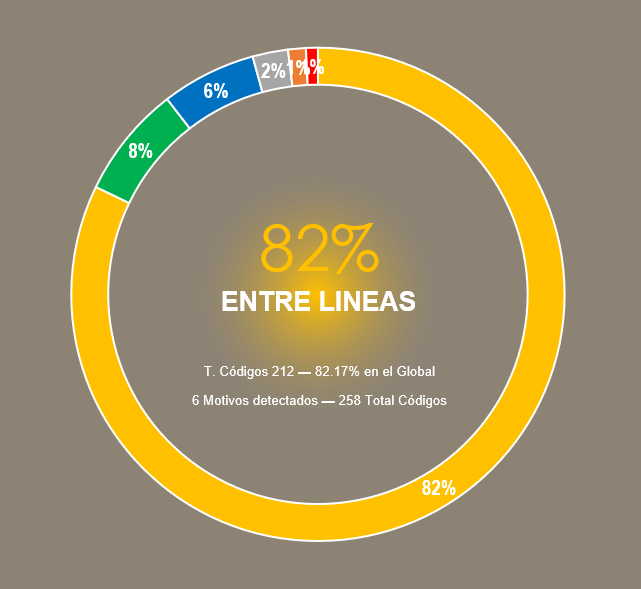 2%
1%
1%
6%
8%
82%
ENTRE LINEAS
T. Códigos 212 — 82.17% en el Global
6 Motivos detectados — 258 Total Códigos
82%